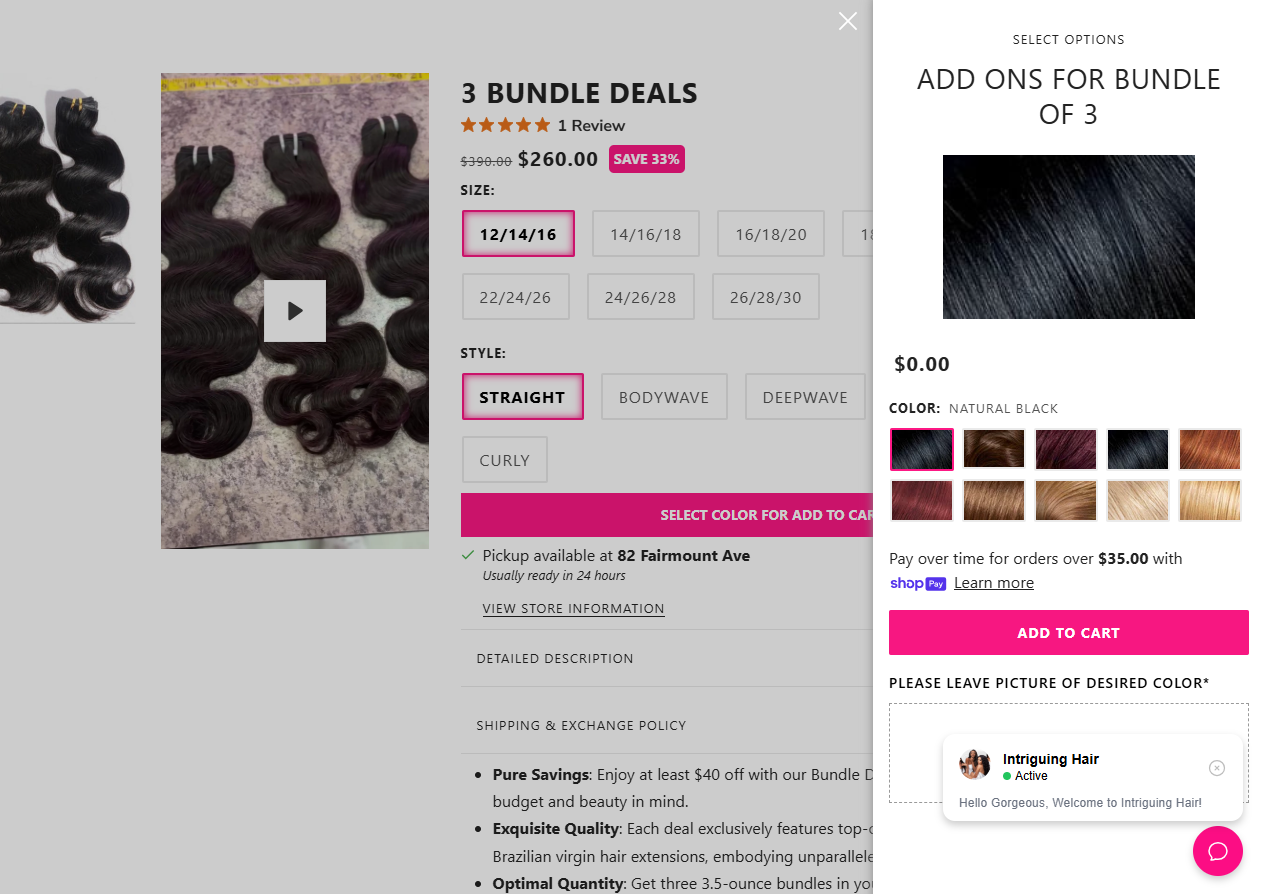 3 BUNDLE DEALS
1 Review
$390.00 $260.00 SAVE 33%
SIZE:
12/14/16
14/16/18
16/18/20
22/24/26
24/26/28
26/28/30
STYLE:
STRAIGHT
BODYWAVE
DEEPWAVE
CURLY
SELECT COLOR FOR ADD TO
Pickup available at 82 Fairmount Ave
Usually ready in 24 hours
VIEW STORE INFORMATION
DETAILED DESCRIPTION
SHIPPING & EXCHANGE POLICY
• Pure Savings: Enjoy at least $40 off with our Bundle
budget and beauty in mind.
• Exquisite Quality: Each deal exclusively features
Brazilian virgin hair extensions, embodying
• Optimal Quantity: Get three 3.5-ounce bundles in
SELECT OPTIONS
ADD ONS FOR BUNDLE
OF 3
$0.00
COLOR: NATURAL BLACK
Pay over time for orders over $35.00 with
shop Pay Learn more
ADD TO CART
PLEASE LEAVE PICTURE OF DESIRED COLOR*
Intriguing Hair
Active
Hello Gorgeous, Welcome to Intriguing Hair!